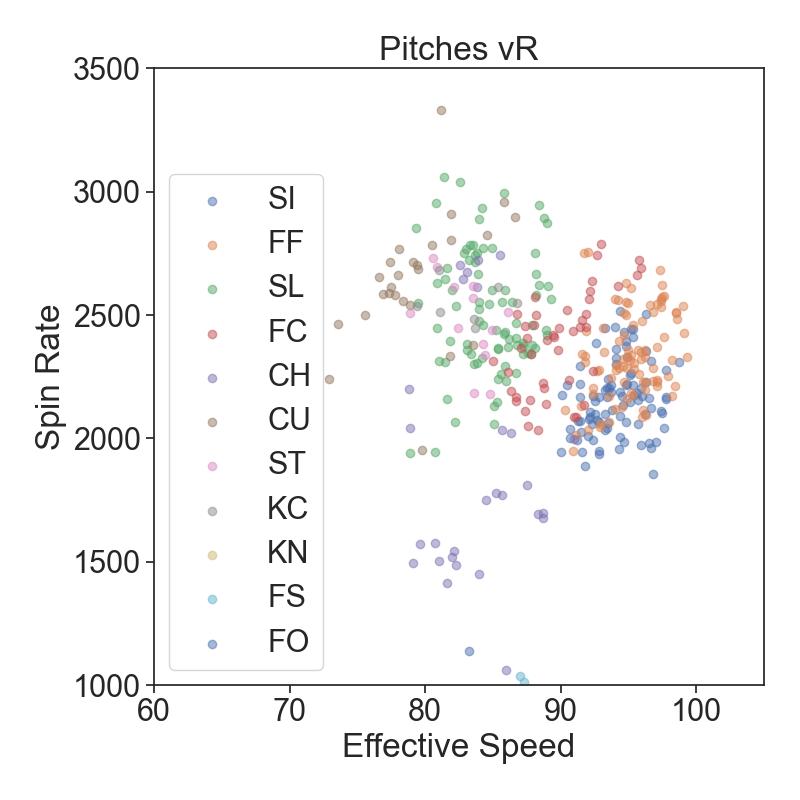 Pitches vR
3500
3000
2500
2000
1500
1000
Spin Rate
SI
FF
SL
FC
CH
CU
ST
KC
KN
FS
FO
60 70 80 90 100
Effective Speed